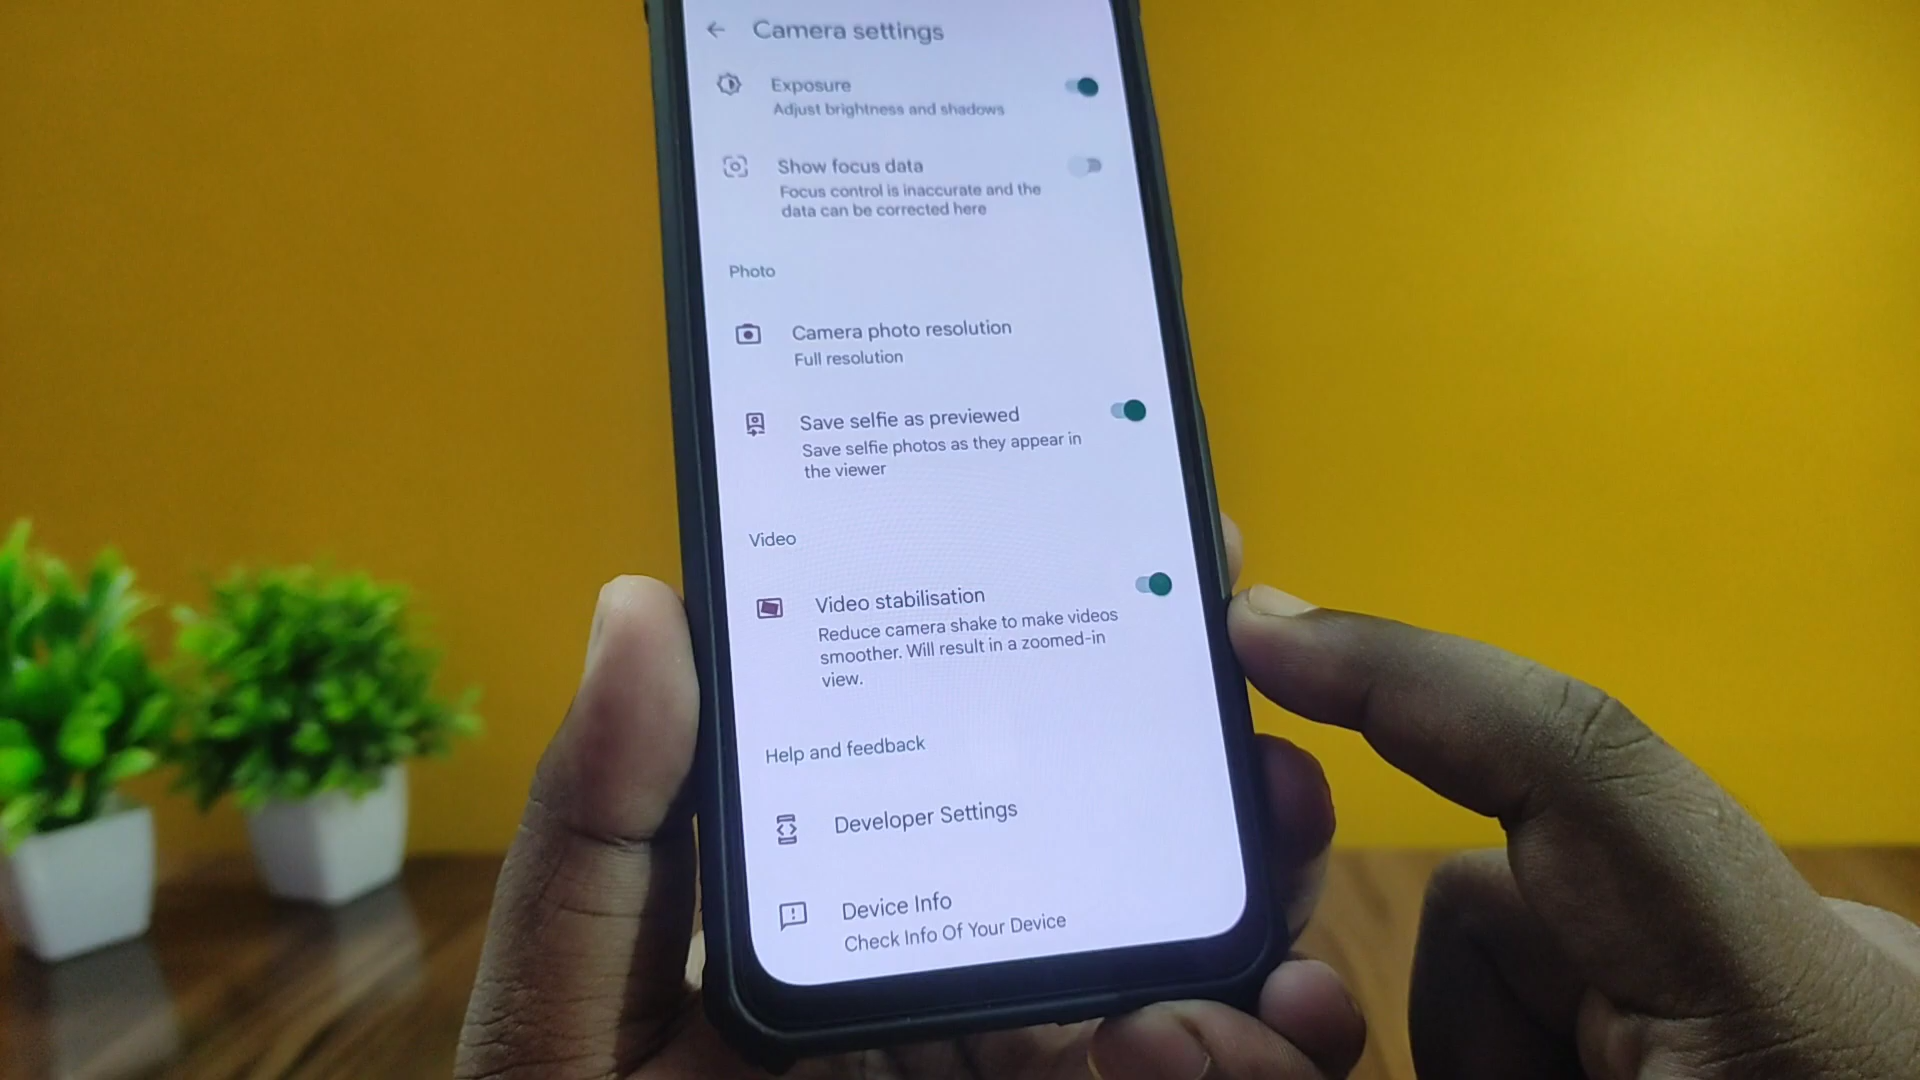 Camera settings
Exposure
Adjust brightness and shadows
Show focus data
Focus control is inaccurate and the
data can be corrected here
Photo
Camera photo resolution
Full resolution
Save selfie as previewed
Save selfie photos as they appear in
the viewer
Video
Video stabilisation
Reduce camera shake to make videos
smoother. Will result in a zoomed-in
view.
Help and feedback
Developer Settings
Device Info
Check Info Of Your Device